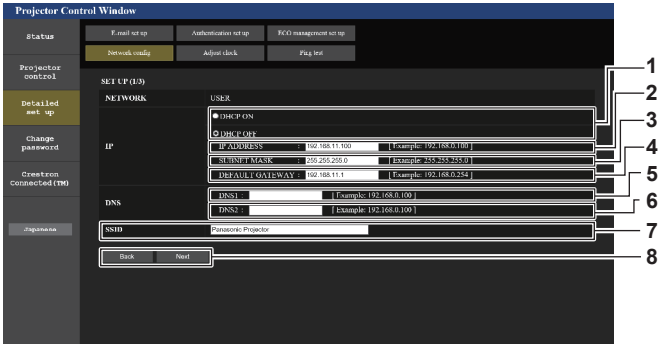 Projector Control Window
Status
E-mail set up
Authentication set up
ECO management set up
Network config
Adjust clock
Ping test
Projector
control
Detailed
set up
Change
password
Crestron
Connected(TM)
Japanese
SET UP (1/3)
NETWORK USER
IP
DHCP ON
DHCP OFF
IP ADDRESS : 192.168.11.100 [ Example: 192.168.0.100 ]
SUBNET MASK : 255.255.255.0 [ Example: 255.255.255.0 ]
DEFAULT GATEWAY : 192.168.11.1 [ Example: 192.168.0.254 ]
DNS
DNS1 : [ Example: 192.168.0.100 ]
DNS2 : [ Example: 192.168.0.100 ]
SSID Panasonic Projector
Back Next
1
2
3
4
5
6
7
8